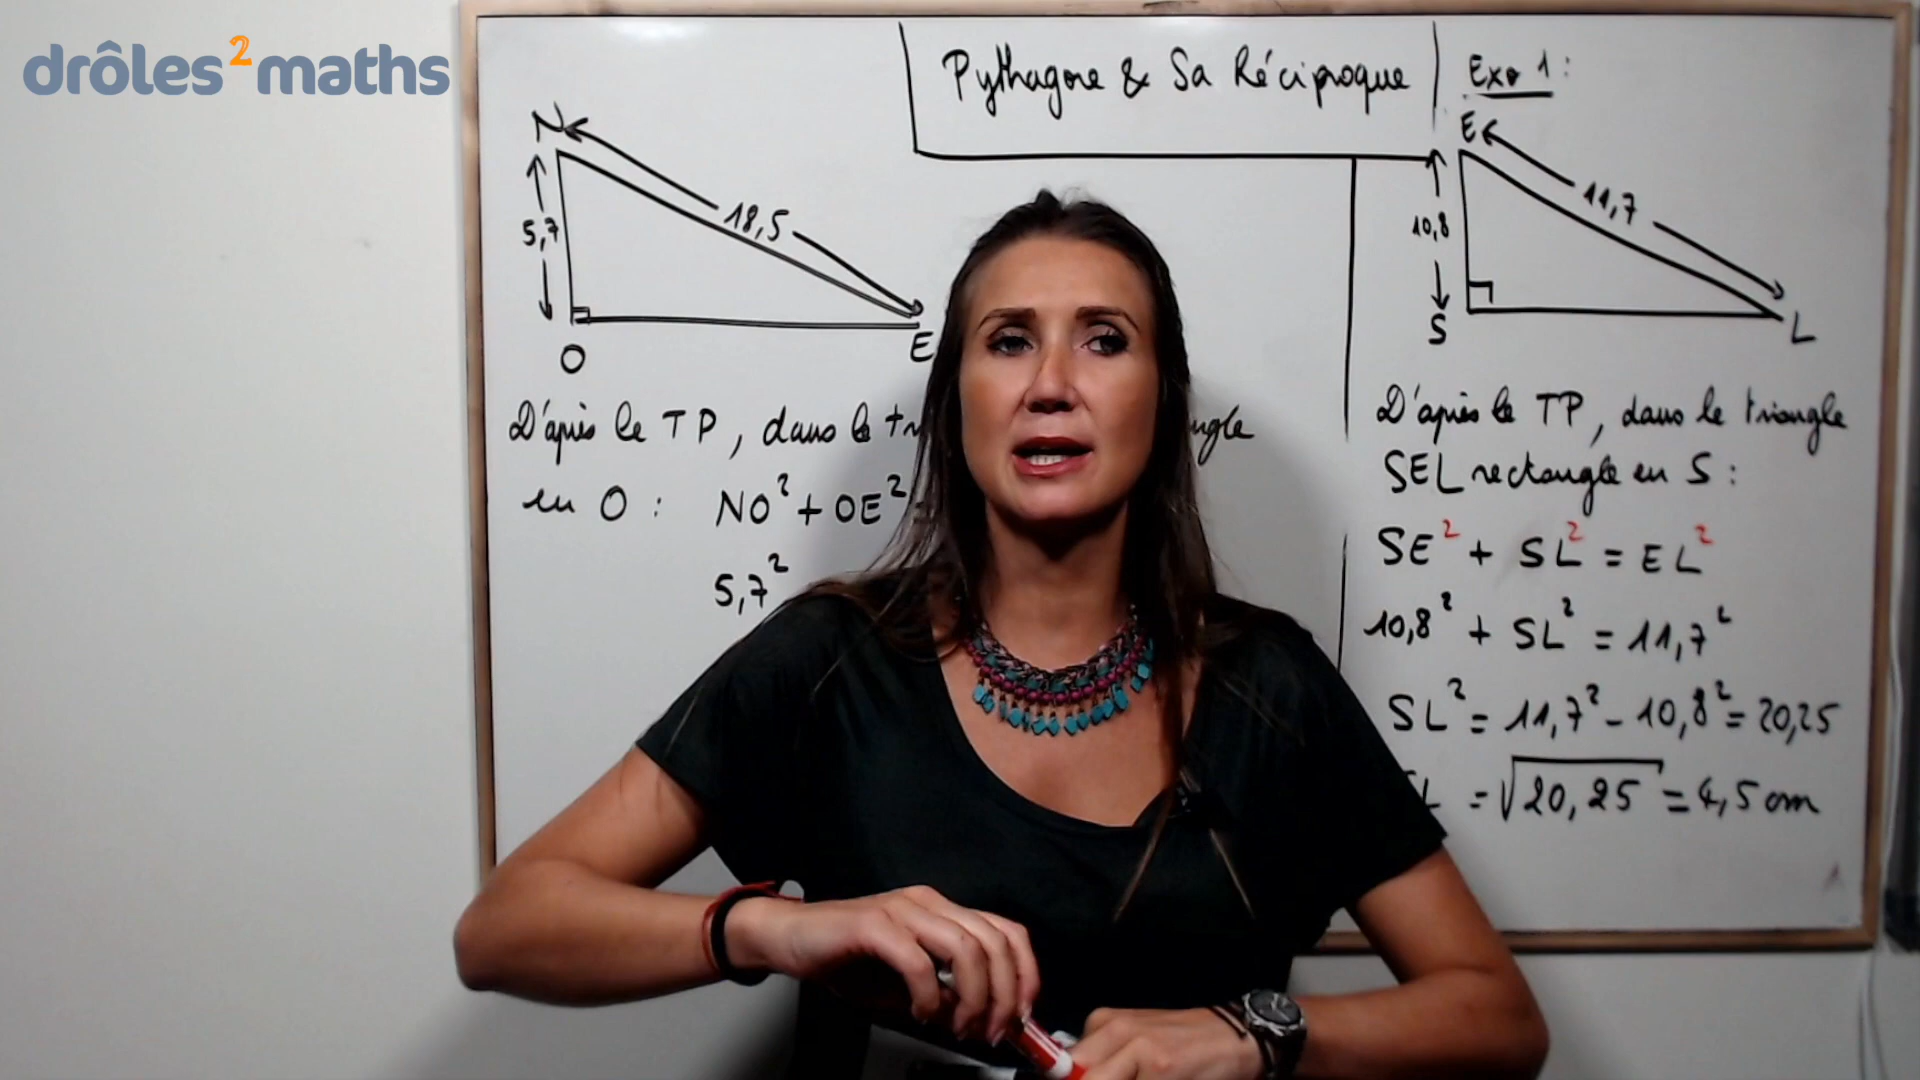 drôles²maths
Pythagore & Sa Réciproque
N
18,5
5,7
O
E
D'après le TP, dans le
en O : NO² + OE² =
5,7²
Exo 1 :
E
11,7
10,8
S
L
D'après le TP, dans le triangle
SEL rectangle en S :
SE² + SL² = EL²
10,8² + SL² = 11,7²
SL² = 11,7² - 10,8² = 20,25
L = √20,25 = 4,5 cm